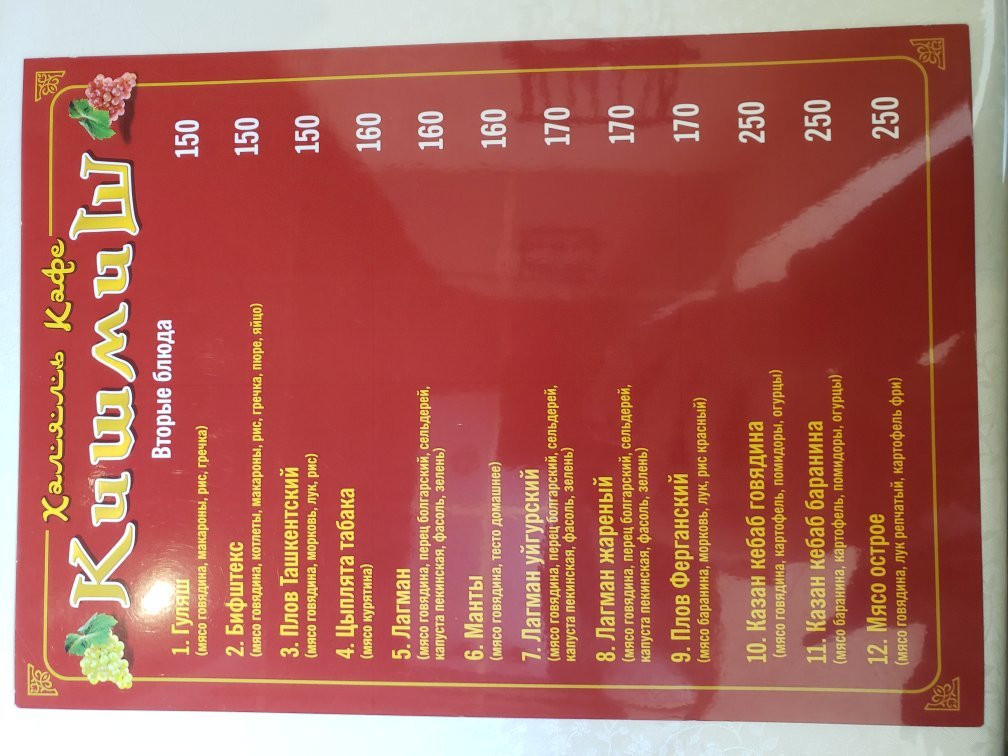 Халяль Кафе
КишмиШ
Вторые блюда
1. Гуляш 150
(мясо говядина, макароны, рис, гречка)
2. Бифштекс 150
(мясо говядина, котлеты, макароны, рис, гречка, пюре, яйцо)
3. Плов Ташкентский 150
(мясо говядина, морковь, лук, рис)
4. Цыплята табака 160
(мясо курятина)
5. Лагман 160
(мясо говядина, перец болгарский, сельдерей,
капуста пекинская, фасоль, зелень)
6. Манты 160
(мясо говядина, тесто домашнее)
7. Лагман уйгурский 170
(мясо говядина, перец болгарский, сельдерей,
капуста пекинская, фасоль, зелень)
8. Лагман жареный 170
(мясо говядина, перец болгарский, сельдерей,
капуста пекинская, фасоль, зелень)
9. Плов Ферганский 170
(мясо баранина, морковь, лук, рис красный)
10. Казан кебаб говядина 250
(мясо говядина, картофель, помидоры, огурцы)
11. Казан кебаб баранина 250
(мясо баранина, картофель, помидоры, огурцы)
12. Мясо острое 250
(мясо говядина, лук репчатый, картофель фри)